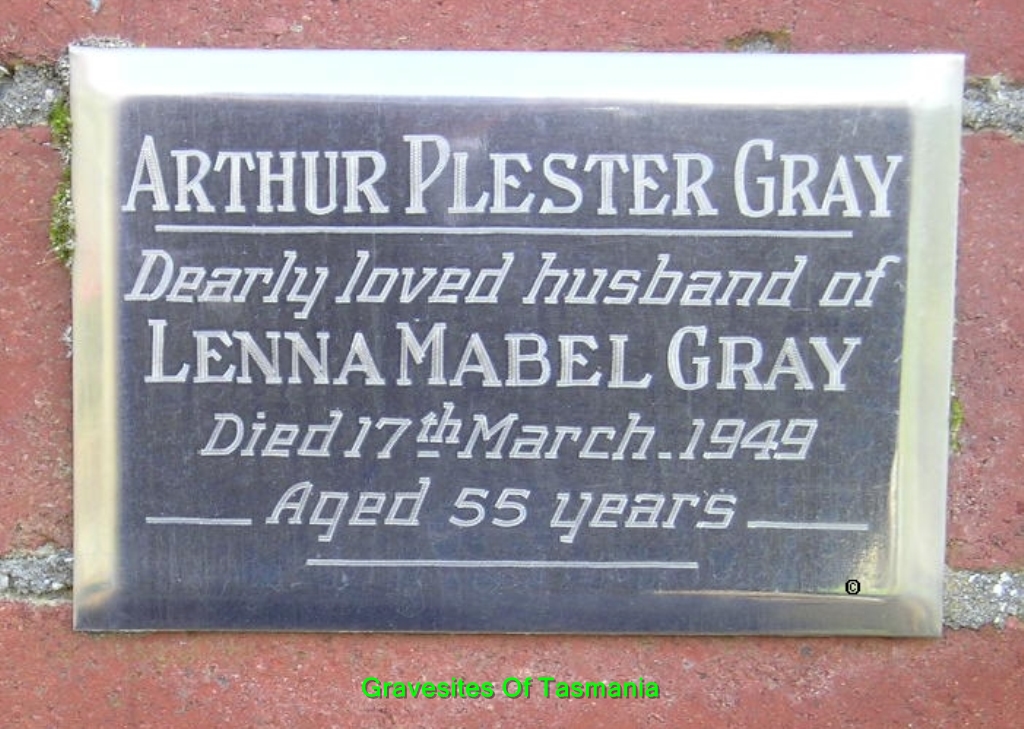 ARTHUR PLESTER GRAY
Dearly loved husband of
LENNA MABEL GRAY
Died 17th March. 1949
Aged 55 years
©
Gravesites Of Tasmania